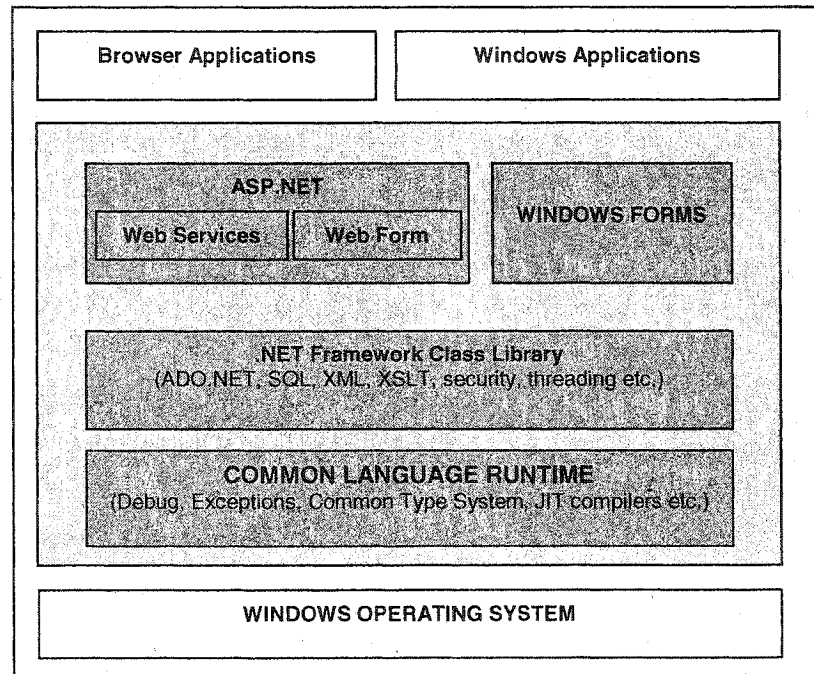 Browser Applications
Windows Applications
ASP.NET
Web Services
Web Form
WINDOWS FORMS
.NET Framework Class Library
(ADO.NET, SQL, XML, XSLT, security, threading etc.)
COMMON LANGUAGE RUNTIME
(Debug, Exceptions, Common Type System, JIT compilers etc.)
WINDOWS OPERATING SYSTEM